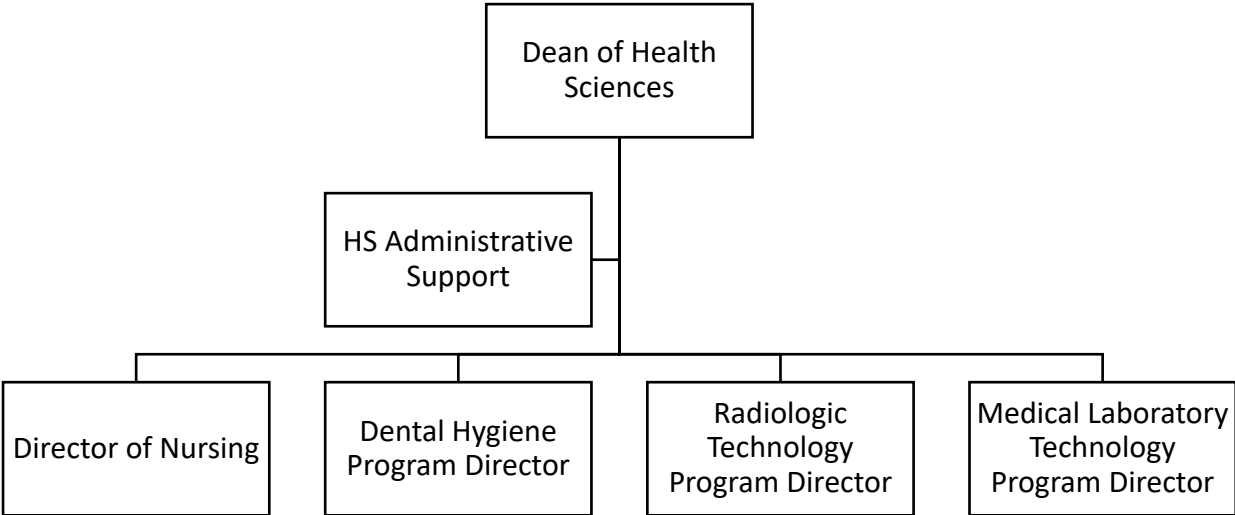 Dean of Health
Sciences
HS Administrative
Support
Director of Nursing
Dental Hygiene
Program Director
Radiologic
Technology
Program Director
Medical Laboratory
Technology
Program Director